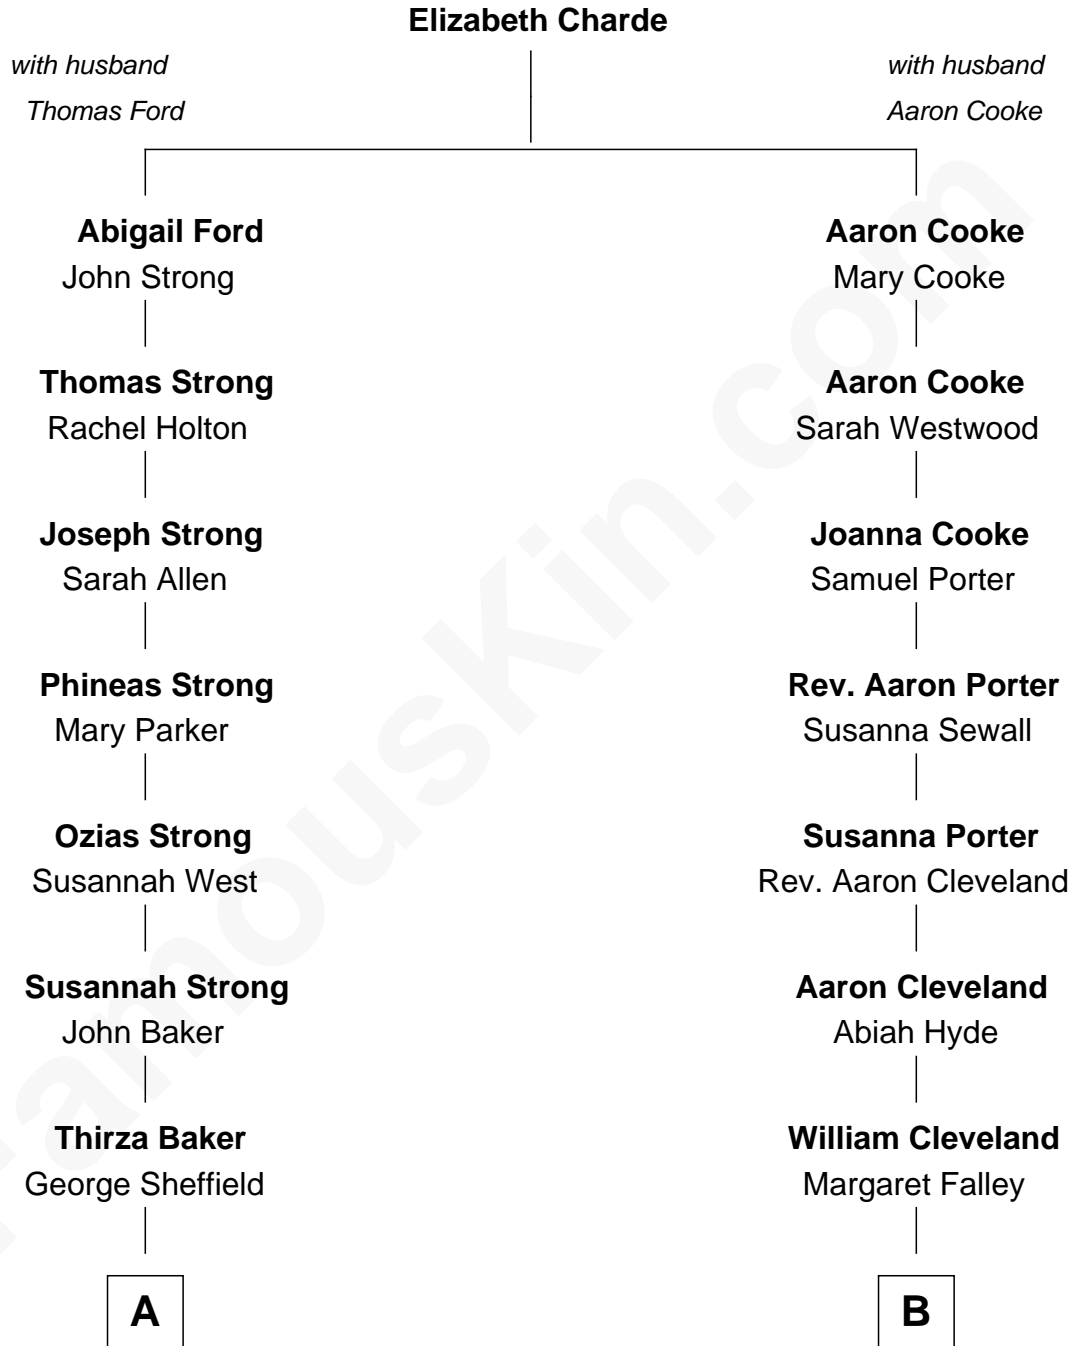 Elizabeth Charde
with husband
Thomas Ford
with husband
Aaron Cooke
Abigail Ford
John Strong
Aaron Cooke
Mary Cooke
Thomas Strong
Rachel Holton
Aaron Cooke
Sarah Westwood
Joseph Strong
Sarah Allen
Joanna Cooke
Samuel Porter
Phineas Strong
Mary Parker
Rev. Aaron Porter
Susanna Sewall
Ozias Strong
Susannah West
Susanna Porter
Rev. Aaron Cleveland
Susannah Strong
John Baker
Aaron Cleveland
Abiah Hyde
Thirza Baker
George Sheffield
William Cleveland
Margaret Falley
A
B
FamousKin.com